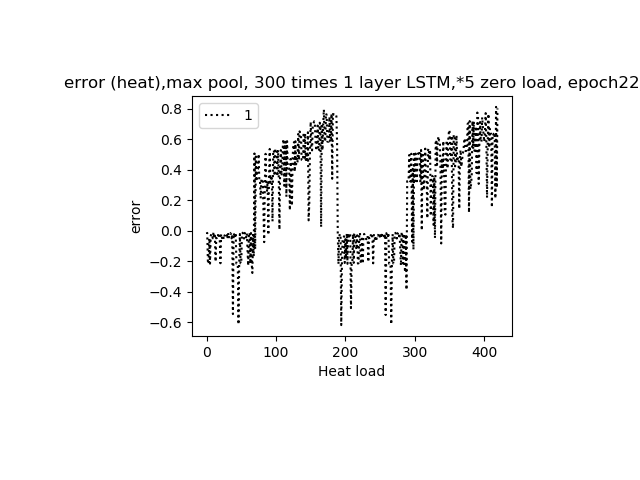 error (heat),max pool, 300 times 1 layer LSTM,*5 zero load, epoch22
1
0.8
0.6
0.4
0.2
0.0
−0.2
−0.4
−0.6
error
0 100 200 300 400
Heat load